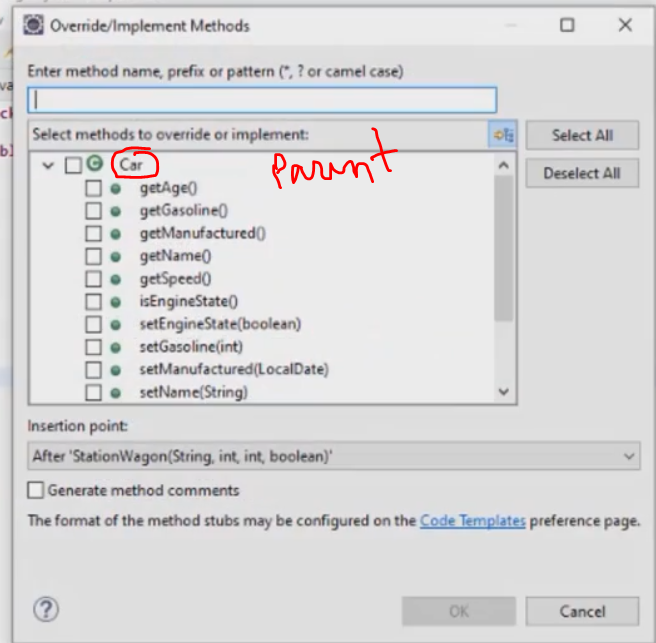 Override/Implement Methods
Enter method name, prefix or pattern (*, ? or camel case)
Select methods to override or implement:
Select All
Car
Parent
Deselect All
getAge()
getGasoline()
getManufactured()
getName()
getSpeed()
isEngineState()
setEngineState(boolean)
setGasoline(int)
setManufactured(LocalDate)
setName(String)
Insertion point:
After 'StationWagon(String, int, int, boolean)'
Generate method comments
The format of the method stubs may be configured on the Code Templates preference page.
OK
Cancel